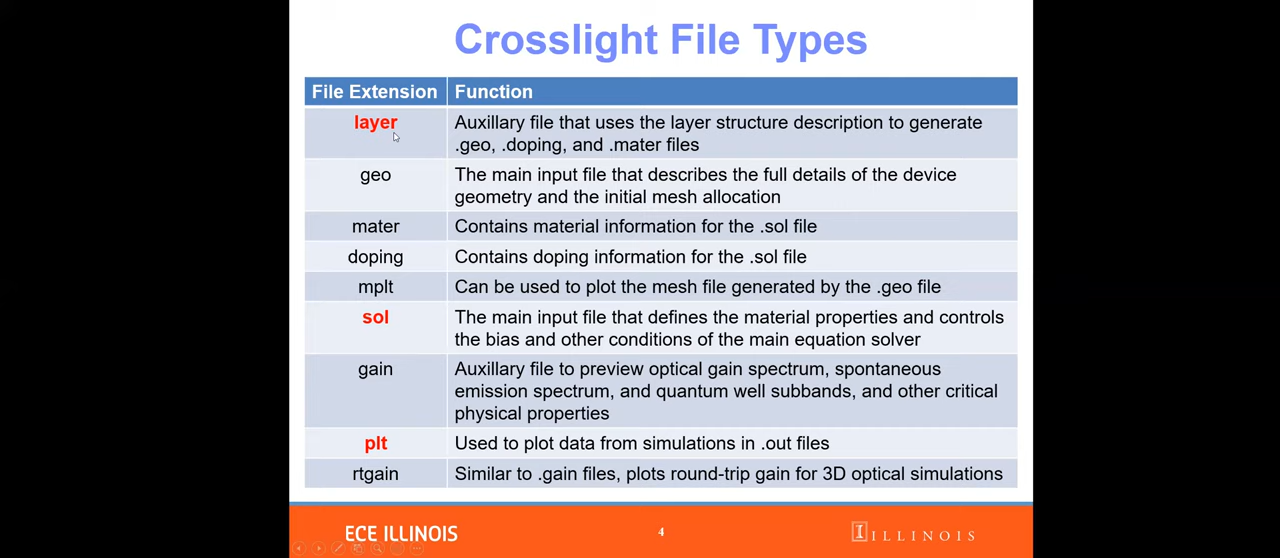 Crosslight File Types
File Extension Function
layer Auxillary file that uses the layer structure description to generate
.geo, .doping, and .mater files
geo The main input file that describes the full details of the device
geometry and the initial mesh allocation
mater Contains material information for the .sol file
doping Contains doping information for the .sol file
mplt Can be used to plot the mesh file generated by the .geo file
sol The main input file that defines the material properties and controls
the bias and other conditions of the main equation solver
gain Auxillary file to preview optical gain spectrum, spontaneous
emission spectrum, and quantum well subbands, and other critical
physical properties
plt Used to plot data from simulations in .out files
rtgain Similar to .gain files, plots round-trip gain for 3D optical simulations
ECE ILLINOIS 4 I ILLINOIS